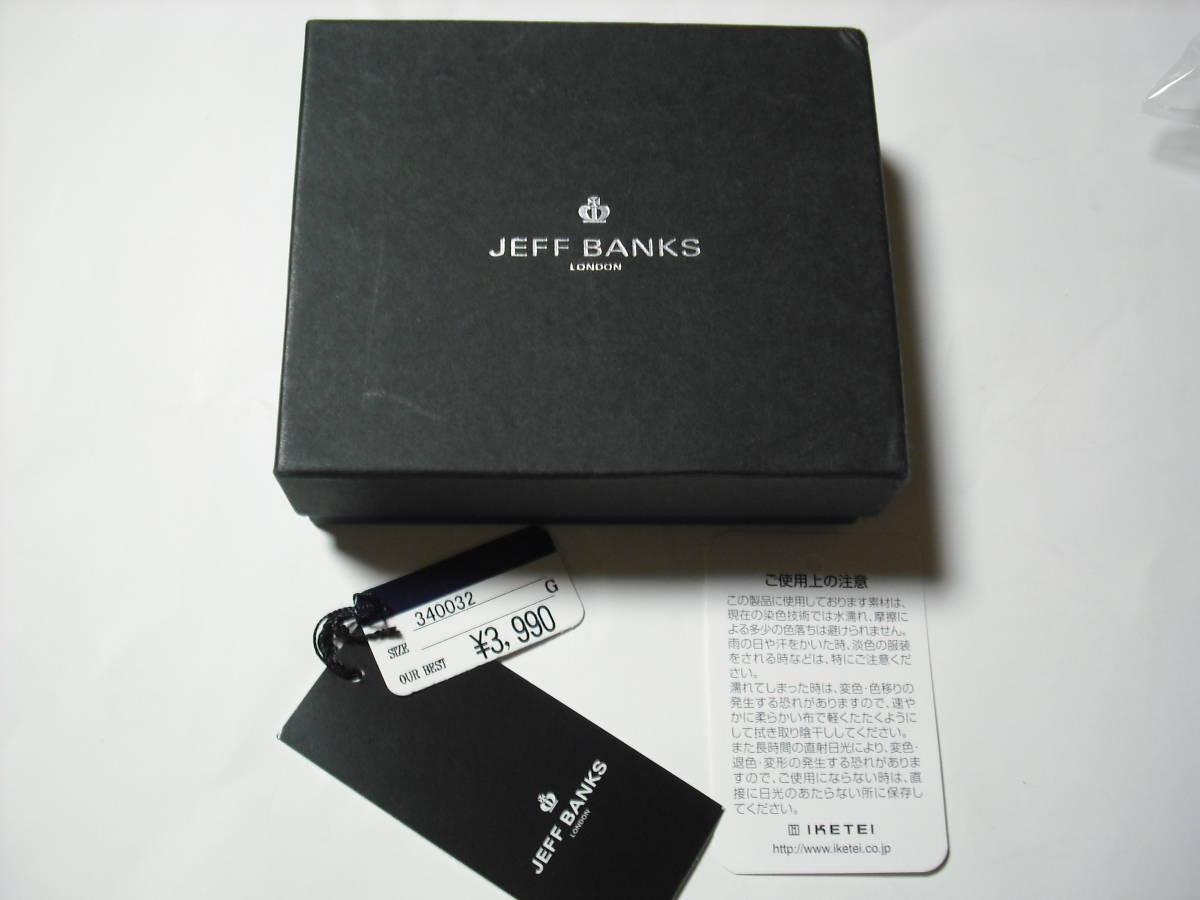 JEFF BANKS
LONDON
340032 G
SIZE ¥3,990
OUR BEST
JEFF BANKS
LONDON
ご使用上の注意
この製品に使用しております素材は、
現在の染色技術では水濡れ、摩擦に
よる多少の色落ちは避けられません。
雨の日や汗をかいた時、淡色の服装
をされる時などは、特にご注意くだ
さい。
濡れてしまった時は、変色・色移りの
発生する恐れがありますので、速や
かに柔らかい布で軽くたたくように
して拭き取り陰干ししてください。
また長時間の直射日光により、変色・
退色・変形の発生する恐れがありま
すので、ご使用にならない時は、直
接に日光のあたらない所に保存し
てください。
IKETEI
http://www.iketei.co.jp